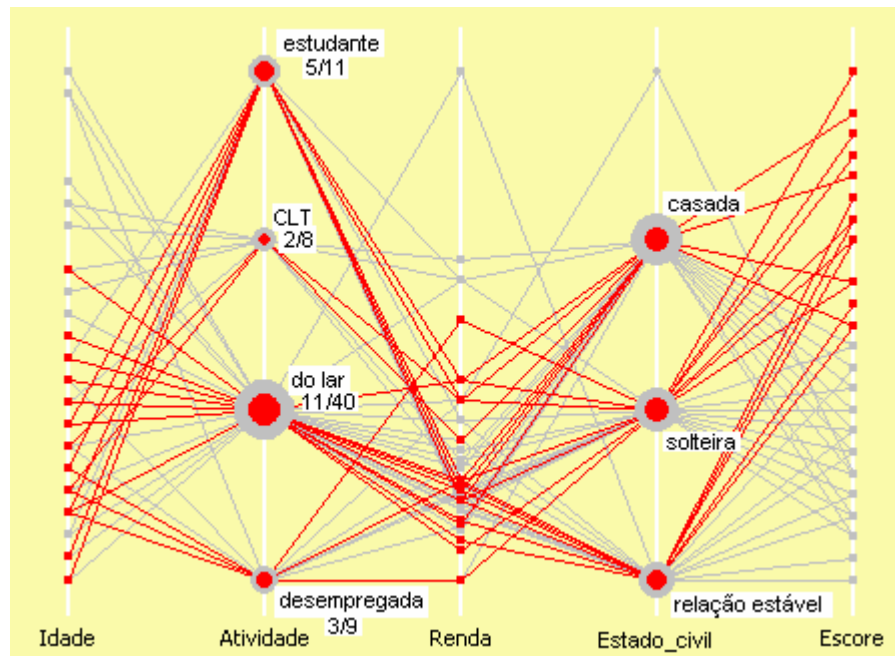 estudante
5/11
CLT
2/8
casada
do lar
11/40
solteira
desempregada
3/9
relação estável
Idade
Atividade
Renda
Estado_civil
Escore